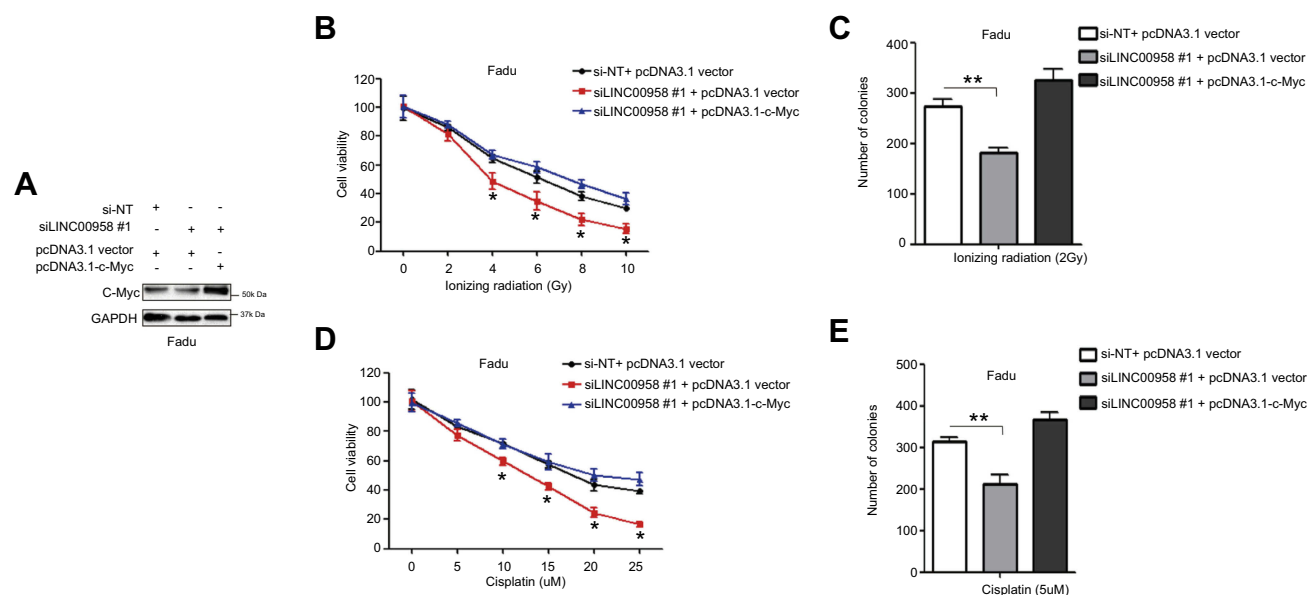 A
si-NT + - -
siLINC00958 #1 - + +
pcDNA3.1 vector + + -
pcDNA3.1-c-Myc - - +
C-Myc
50k Da
GAPDH
37k Da
Fadu
B
Fadu
si-NT+ pcDNA3.1 vector
siLINC00958 #1 + pcDNA3.1 vector
siLINC00958 #1 + pcDNA3.1-c-Myc
Cell viability
120
100
80
60
40
20
0
* * * *
0 2 4 6 8 10
Ionizing radiation (Gy)
C
Fadu
si-NT+ pcDNA3.1 vector
siLINC00958 #1 + pcDNA3.1 vector
siLINC00958 #1 + pcDNA3.1-c-Myc
Number of colonies
400
300
200
100
0
**
Ionizing radiation (2Gy)
D
Fadu
si-NT+ pcDNA3.1 vector
siLINC00958 #1 + pcDNA3.1 vector
siLINC00958 #1 + pcDNA3.1-c-Myc
Cell viability
120
100
80
60
40
20
0
* * * *
0 5 10 15 20 25
Cisplatin (uM)
E
Fadu
si-NT+ pcDNA3.1 vector
siLINC00958 #1 + pcDNA3.1 vector
siLINC00958 #1 + pcDNA3.1-c-Myc
Number of colonies
500
400
300
200
100
0
**
Cisplatin (5uM)